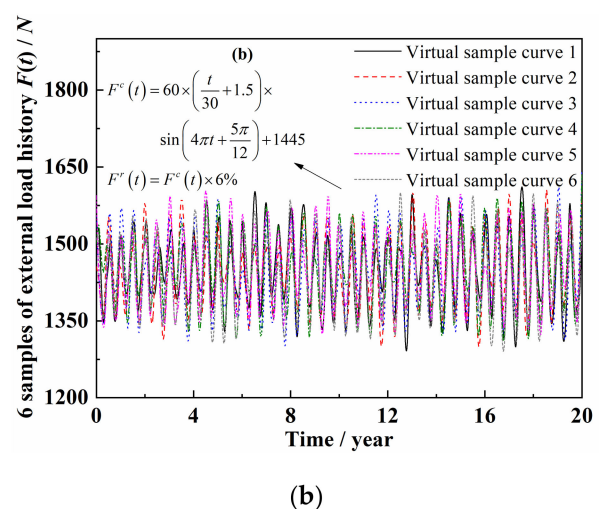 6 samples of external load history F(t) / N
1800
1650
1500
1350
1200
(b)
F^c (t) = 60 × (t/30 + 1.5) ×
sin(4πt + 5π/12) + 1445
F^r (t) = F^c (t) × 6%
Virtual sample curve 1
Virtual sample curve 2
Virtual sample curve 3
Virtual sample curve 4
Virtual sample curve 5
Virtual sample curve 6
0 4 8 12 16 20
Time / year
(b)